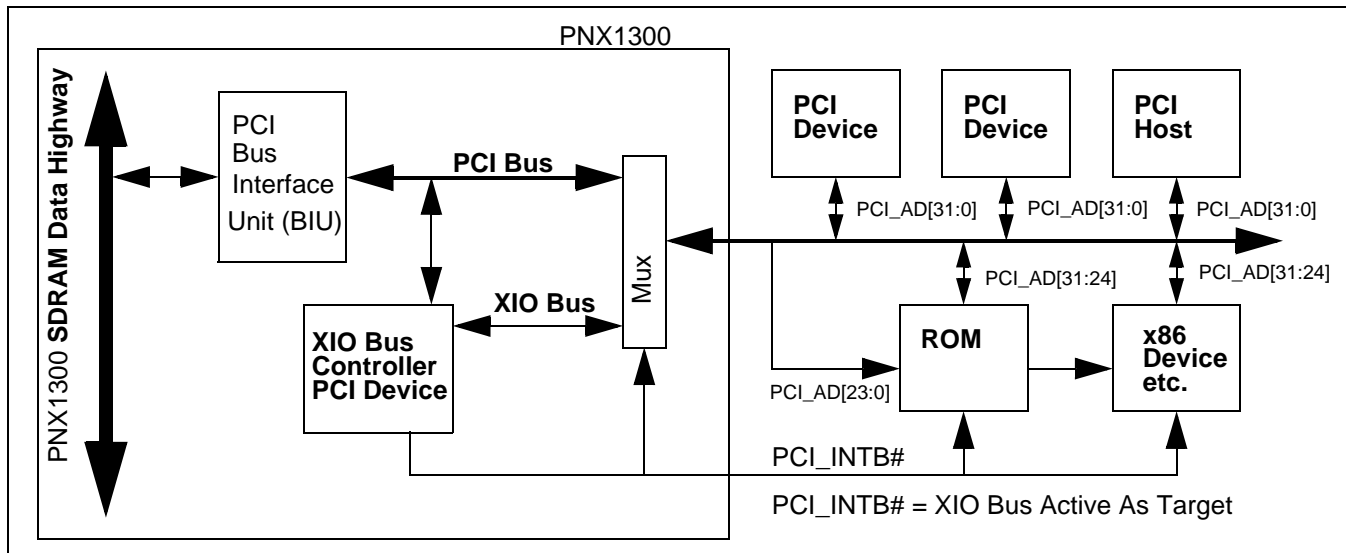 PNX1300
PNX1300 SDRAM Data Highway
PCI
Bus
Interface
Unit (BIU)
PCI Bus
XIO Bus
XIO Bus
Controller
PCI Device
Mux
PCI
Device
PCI
Device
PCI
Host
PCI_AD[31:0]
PCI_AD[31:0]
PCI_AD[31:0]
PCI_AD[31:24]
PCI_AD[31:24]
ROM
x86
Device
etc.
PCI_AD[23:0]
PCI_INTB#
PCI_INTB# = XIO Bus Active As Target